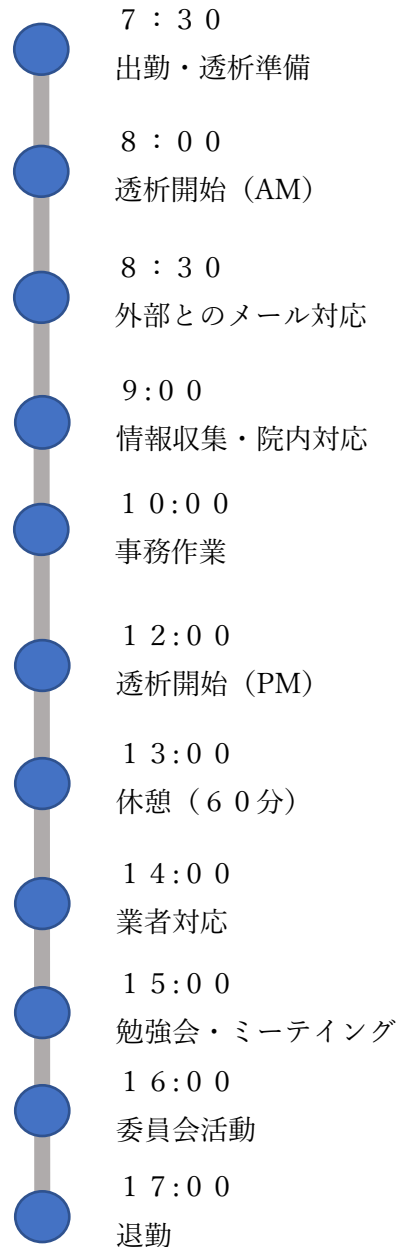 ７：３０
出勤・透析準備
８：００
透析開始（AM）
８：３０
外部とのメール対応
９:００
情報収集・院内対応
１０:００
事務作業
１２:００
透析開始（PM）
１３:００
休憩（６０分）
１４:００
業者対応
１５:００
勉強会・ミーテイング
１６:００
委員会活動
１７:００
退勤